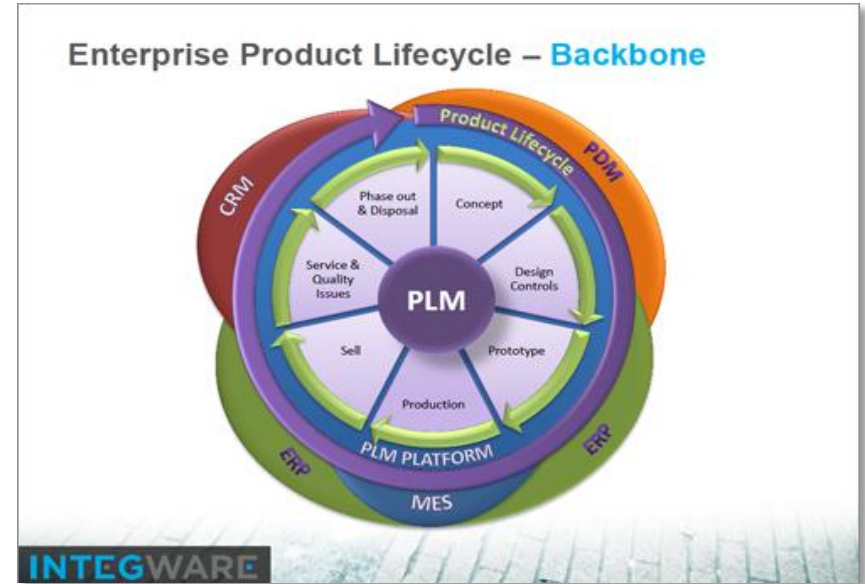 Enterprise Product Lifecycle – Backbone
Product Lifecycle
PDM
CRM
Phase out
& Disposal
Concept
Service &
Quality
Issues
Design
Controls
PLM
Sell
Prototype
Production
PLM PLATFORM
ERP
ERP
MES
INTEGWARE